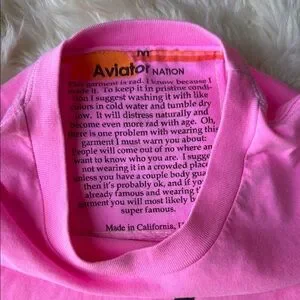 M
Aviator NATION
garment is rad. I know because I
it. To keep it in pristine condi-
I suggest washing it with like
colors in cold water and tumble dry
low. It will distress naturally and
become even more rad with age. Oh,
there is one problem with wearing this
garment I must warn you about:
People will come out of no where an
want to know who you are. I sugge
not wearing it in a crowded place
unless you have a couple body gua
then it's probably ok, and if you
already famous and wearing t
garment you will most likely b
super famous.
Made in California, U